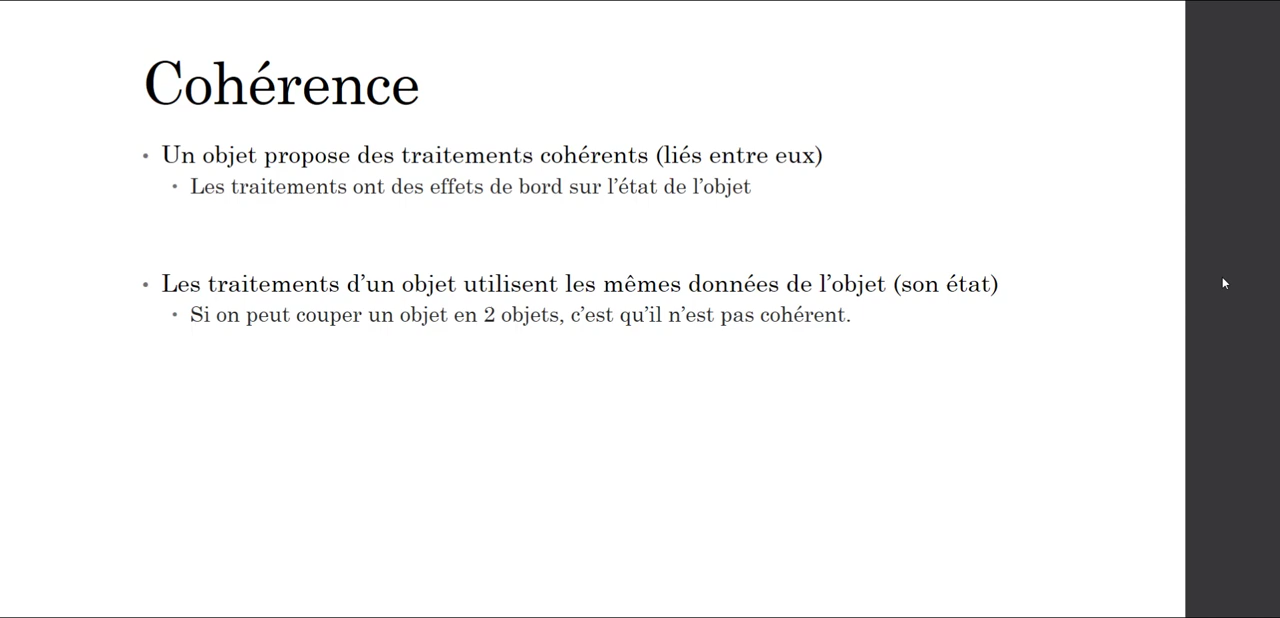 Cohérence
• Un objet propose des traitements cohérents (liés entre eux)
• Les traitements ont des effets de bord sur l’état de l’objet
• Les traitements d’un objet utilisent les mêmes données de l’objet (son état)
• Si on peut couper un objet en 2 objets, c’est qu’il n’est pas cohérent.